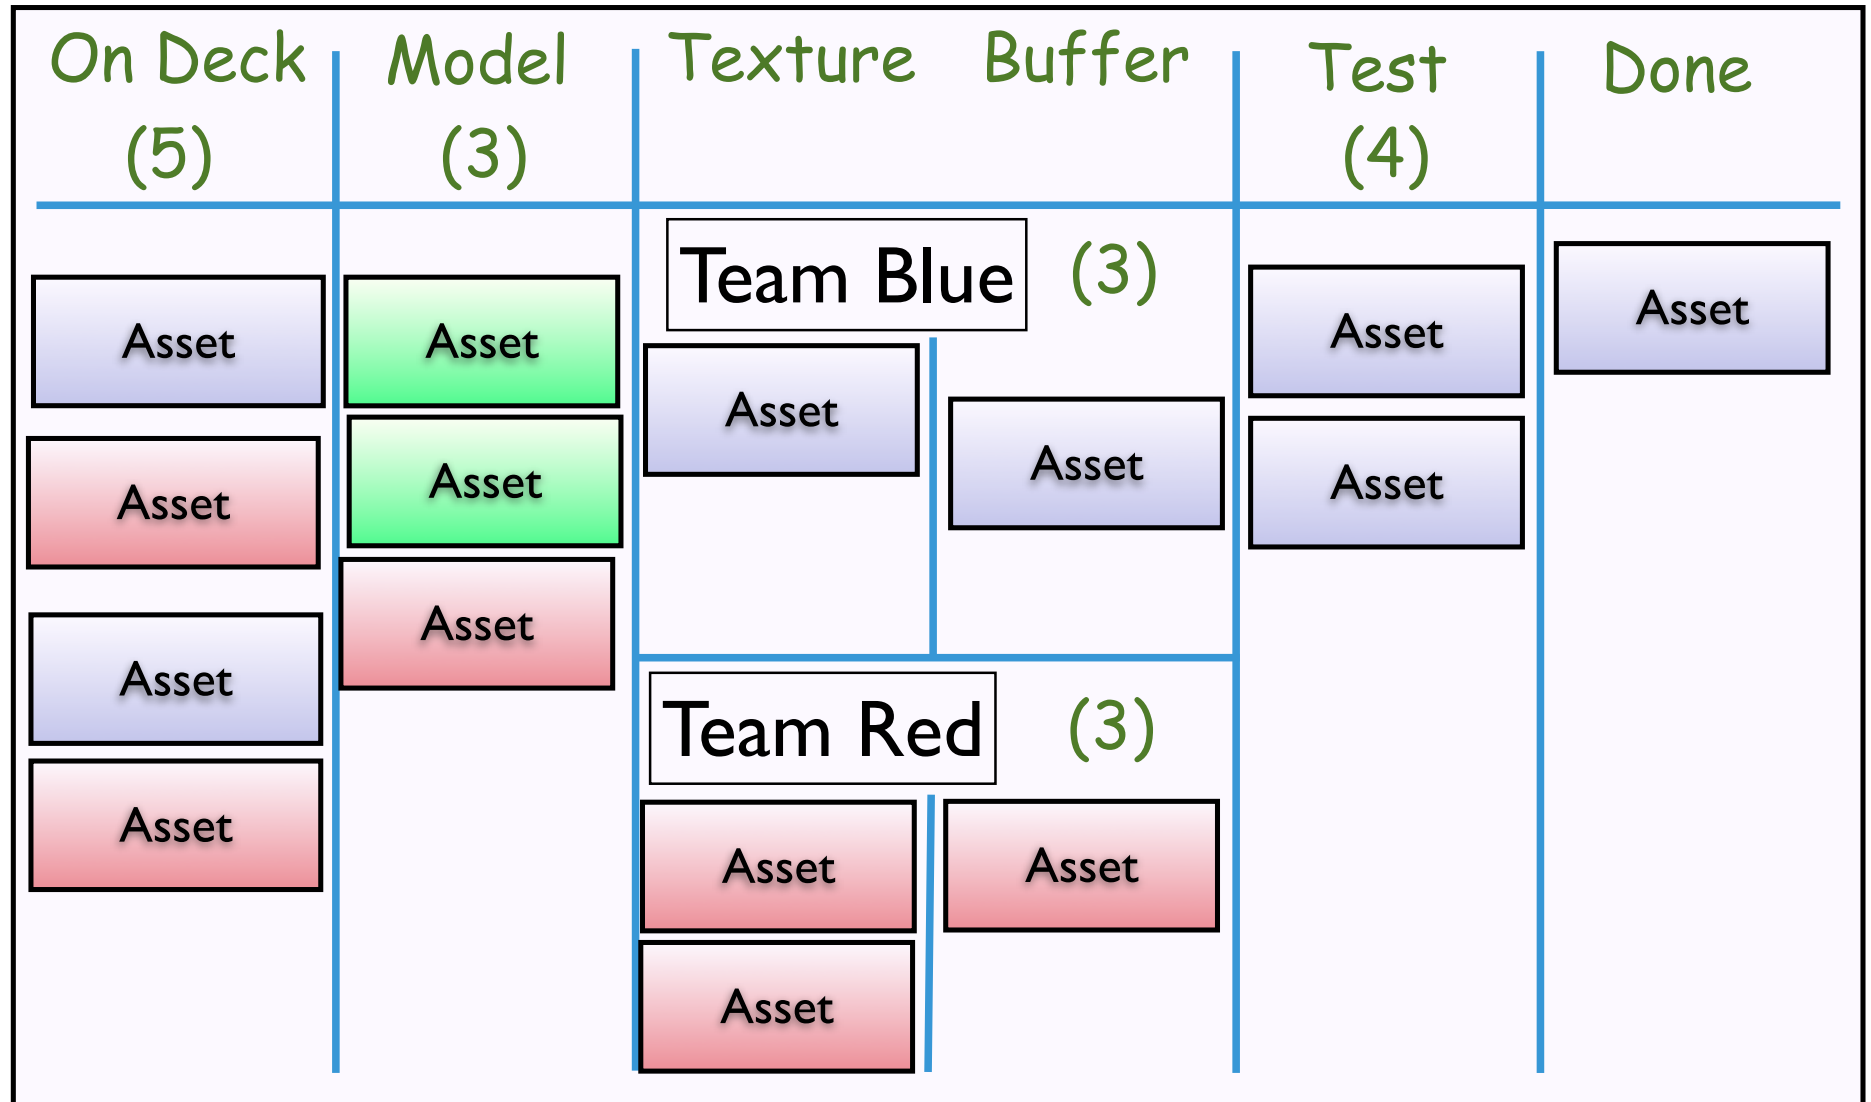 On Deck Model Texture Buffer Test Done
(5) (3) (4)
Team Blue (3)
Asset Asset Asset Asset
Asset Asset
Asset Asset Asset
Asset
Asset
Team Red (3)
Asset Asset Asset
Asset